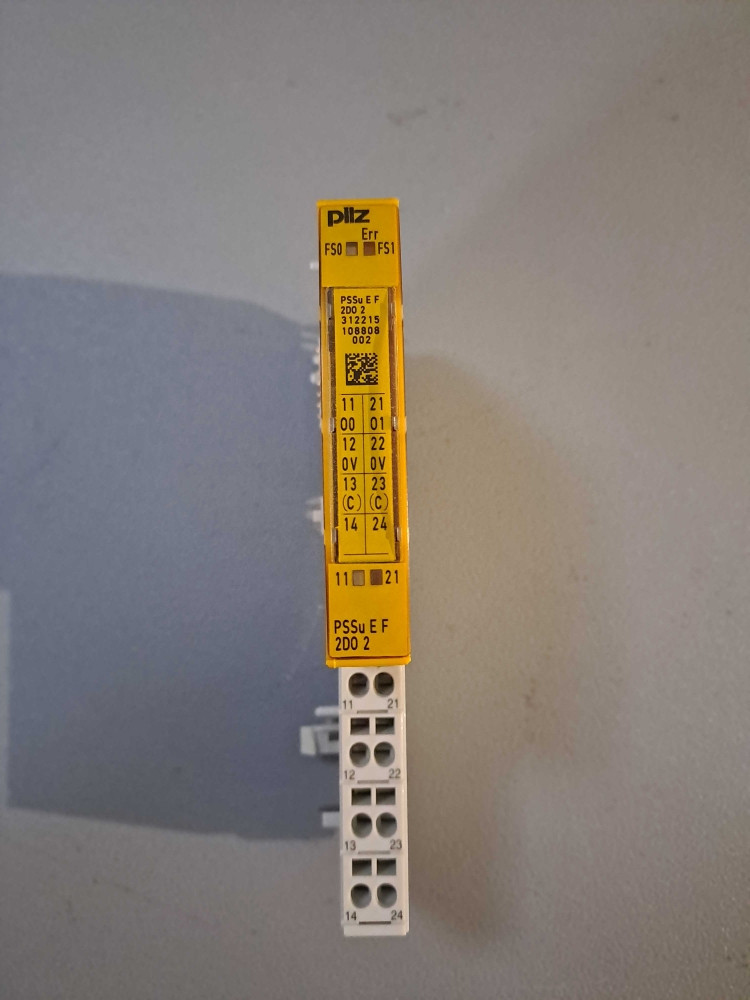 pilz
Err
FS0 FS1
PSSu E F
2DO 2
312215
108808
002
11 21
O0 O1
12 22
0V 0V
13 23
(C) (C)
14 24
11 21
PSSu E F
2DO 2
11 21
12 22
13 23
14 24